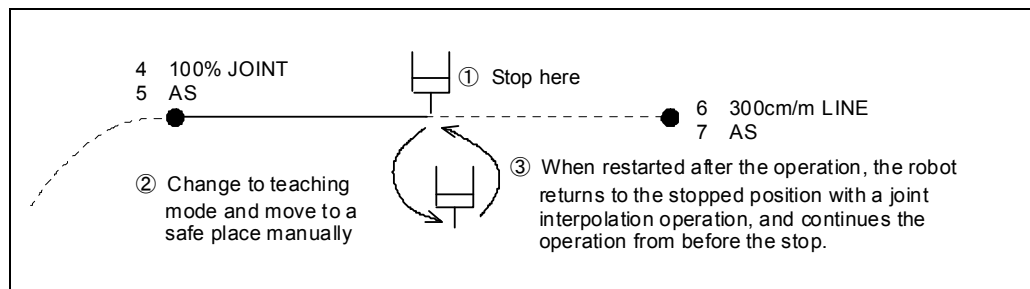 4 100% JOINT
5 AS
① Stop here
6 300cm/m LINE
7 AS
② Change to teaching
mode and move to a
safe place manually
③ When restarted after the operation, the robot
returns to the stopped position with a joint
interpolation operation, and continues the
operation from before the stop.